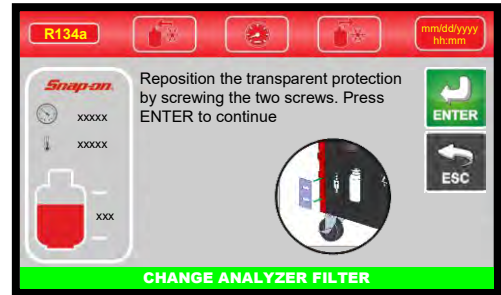 R134a
mm/dd/yyyy
hh:mm
Snap-on
xxxxx
xxxxx
xxx
Reposition the transparent protection
by screwing the two screws. Press
ENTER to continue
ENTER
ESC
CHANGE ANALYZER FILTER